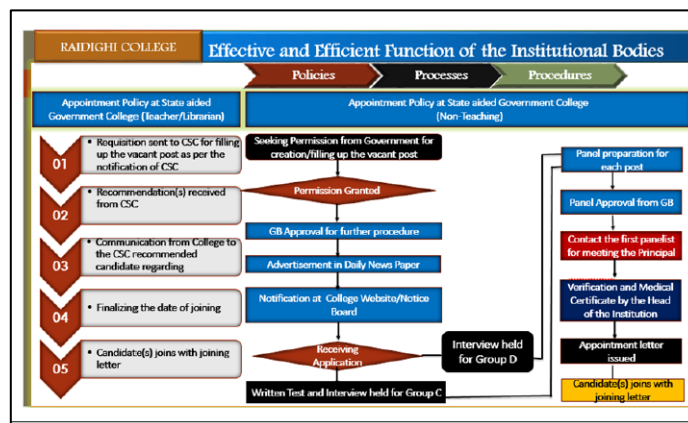 RAIDIGHI COLLEGE
Effective and Efficient Function of the Institutional Bodies
Policies
Processes
Procedures
Appointment Policy at State aided
Government College (Teacher/Librarian)
Appointment Policy at State aided Government College
(Non-Teaching)
01
• Requisition sent to CSC for filling
up the vacant post as per the
notification of CSC
02
• Recommendation(s) received
from CSC
03
• Communication from College to
the CSC recommended
candidate regarding
04
• Finalizing the date of joining
05
• Candidate(s) joins with joining
letter
Seeking Permission from Government for
creation/filling up the vacant post
Permission Granted
GB Approval for further procedure
Advertisement in Daily News Paper
Notification at College Website/Notice
Board
Receiving
Application
Written Test and Interview held for Group C
Interview held
for Group D
Panel preparation for
each post
Panel Approval from GB
Contact the first panelist
for meeting the Principal
Verification and Medical
Certificate by the Head
of the Institution
Appointment letter
issued
Candidate(s) joins with
joining letter